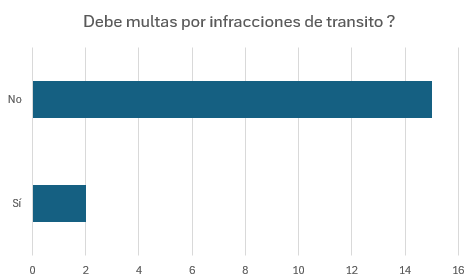 Debe multas por infracciones de transito ?
No
Sí
0 2 4 6 8 10 12 14 16